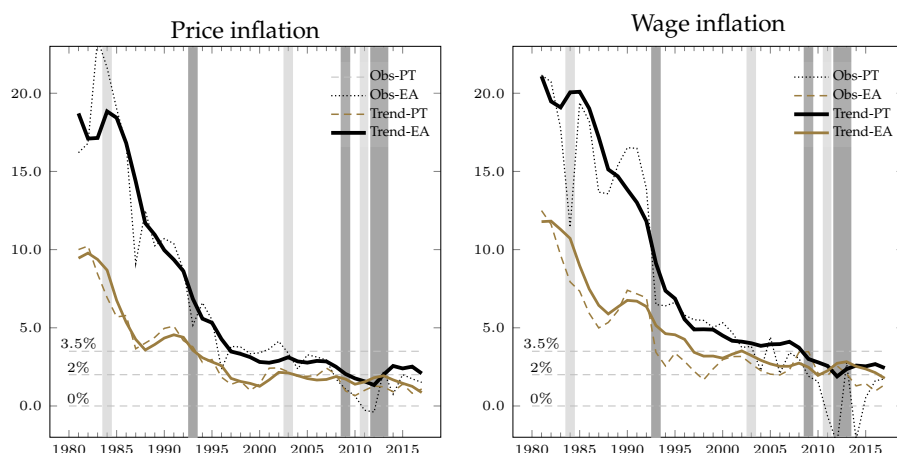 Price inflation
Obs-PT
Obs-EA
Trend-PT
Trend-EA
20.0
15.0
10.0
5.0
0.0
3.5%
2%
0%
1980 1985 1990 1995 2000 2005 2010 2015
Wage inflation
Obs-PT
Obs-EA
Trend-PT
Trend-EA
20.0
15.0
10.0
5.0
0.0
3.5%
2%
0%
1980 1985 1990 1995 2000 2005 2010 2015